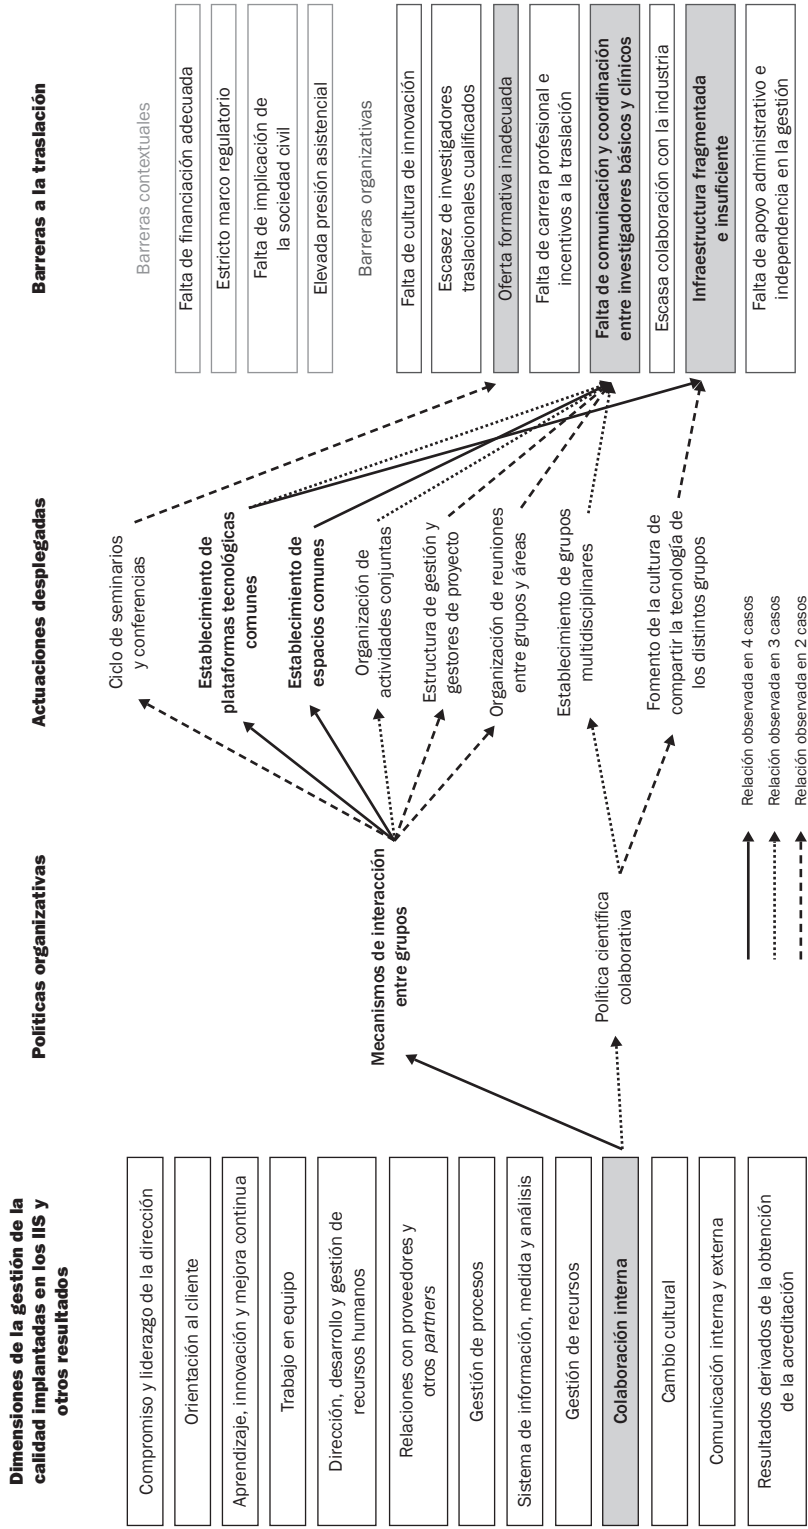 Dimensiones de la gestión de la
calidad implantadas en los IIS y
otros resultados
Compromiso y liderazgo de la dirección
Orientación al cliente
Aprendizaje, innovación y mejora continua
Trabajo en equipo
Dirección, desarrollo y gestión de
recursos humanos
Relaciones con proveedores y
otros partners
Gestión de procesos
Sistema de información, medida y análisis
Gestión de recursos
Colaboración interna
Cambio cultural
Comunicación interna y externa
Resultados derivados de la obtención
de la acreditación
Políticas organizativas
Mecanismos de interacción
entre grupos
Política científica
colaborativa
Actuaciones desplegadas
Ciclo de seminarios
y conferencias
Establecimiento de
plataformas tecnológicas
comunes
Establecimiento de
espacios comunes
Organización de
actividades conjuntas
Estructura de gestión y
gestores de proyecto
Organización de reuniones
entre grupos y áreas
Establecimiento de grupos
multidisciplinares
Fomento de la cultura de
compartir la tecnología de
los distintos grupos
Barreras a la traslación
Barreras contextuales
Falta de financiación adecuada
Estricto marco regulatorio
Falta de implicación de
la sociedad civil
Elevada presión asistencial
Barreras organizativas
Falta de cultura de innovación
Escasez de investigadores
traslacionales cualificados
Oferta formativa inadecuada
Falta de carrera profesional e
incentivos a la traslación
Falta de comunicación y coordinación
entre investigadores básicos y clínicos
Escasa colaboración con la industria
Infraestructura fragmentada
e insuficiente
Falta de apoyo administrativo e
independencia en la gestión
Relación observada en 4 casos
Relación observada en 3 casos
Relación observada en 2 casos